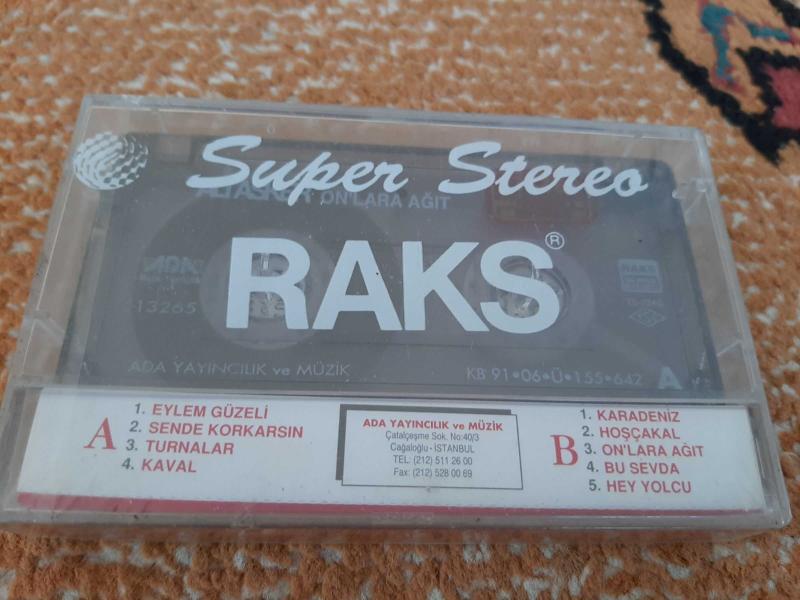 Super Stereo
ON'LARA AĞIT
RAKS®
ADA
RAKS
13265
ADA YAYINCILIK ve MÜZİK
KB 91•06•Ü•155•642 A
A
1. EYLEM GÜZELİ
2. SENDE KORKARSIN
3. TURNALAR
4. KAVAL
ADA YAYINCILIK ve MÜZİK
Çatalçeşme Sok. No:40/3
Cağaloğlu - İSTANBUL
TEL: (212) 511 26 00
Fax: (212) 528 00 69
B
1. KARADENİZ
2. HOŞÇAKAL
3. ON'LARA AĞIT
4. BU SEVDA
5. HEY YOLCU